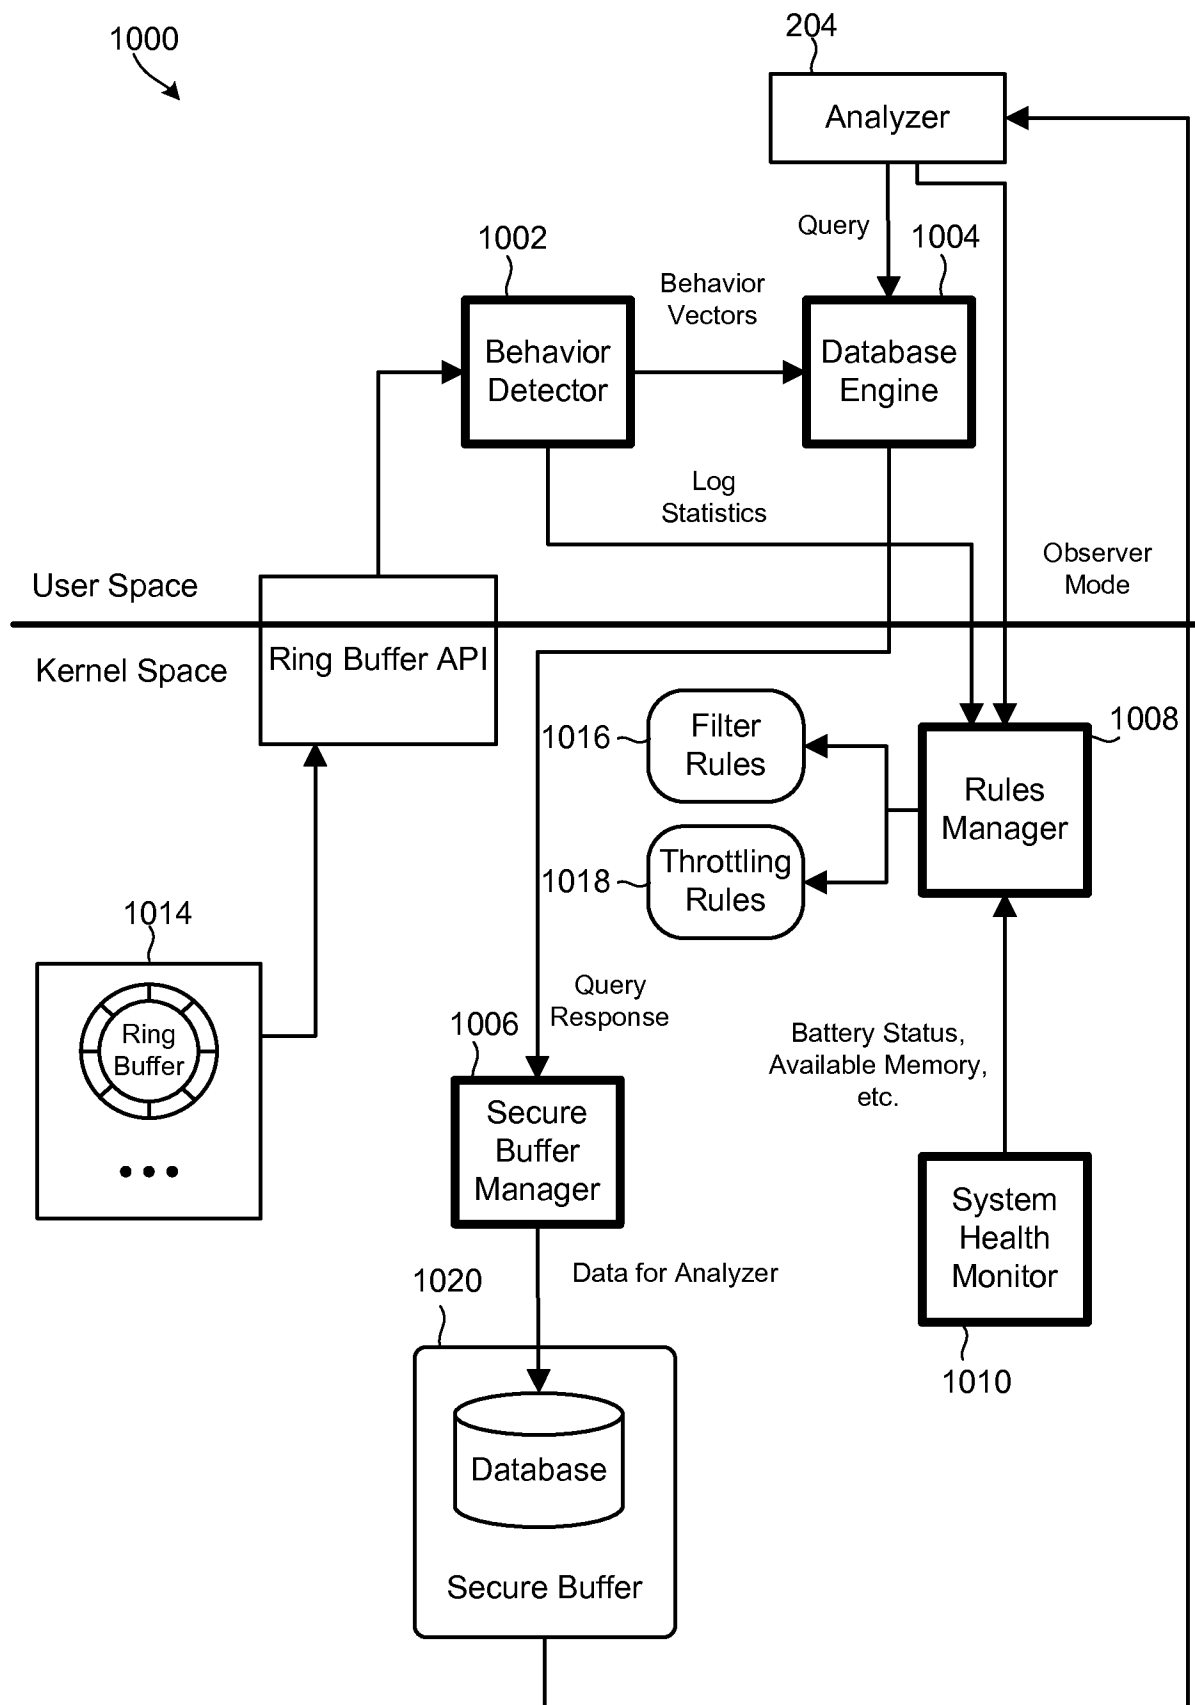 1000
204
Analyzer
Query
1002
1004
Behavior
Vectors
Behavior
Detector
Database
Engine
Log
Statistics
Observer
Mode
User Space
Kernel Space
Ring Buffer API
1016
Filter
Rules
1008
Rules
Manager
1018
Throttling
Rules
1014
Ring
Buffer
Query
Response
1006
Battery Status,
Available Memory,
etc.
Secure
Buffer
Manager
System
Health
Monitor
Data for Analyzer
1020
1010
Database
Secure Buffer